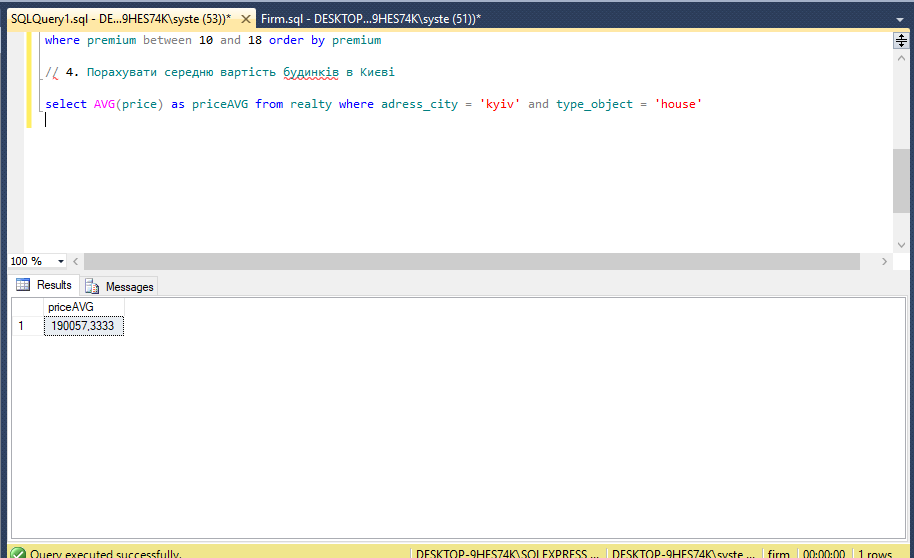 SQLQuery1.sql - DE...9HES74K\syste (53))* Firm.sql - DESKTOP...9HES74K\syste (51))*
where premium between 10 and 18 order by premium
// 4. Порахувати середню вартість будинків в Києві
select AVG(price) as priceAVG from realty where adress_city = 'kyiv' and type_object = 'house'
100 %
Results Messages
priceAVG
1 190057,3333
Query executed successfully. DESKTOP-9HES74K\SQLEXPRESS ... DESKTOP-9HES74K\syste ... firm 00:00:00 1 rows